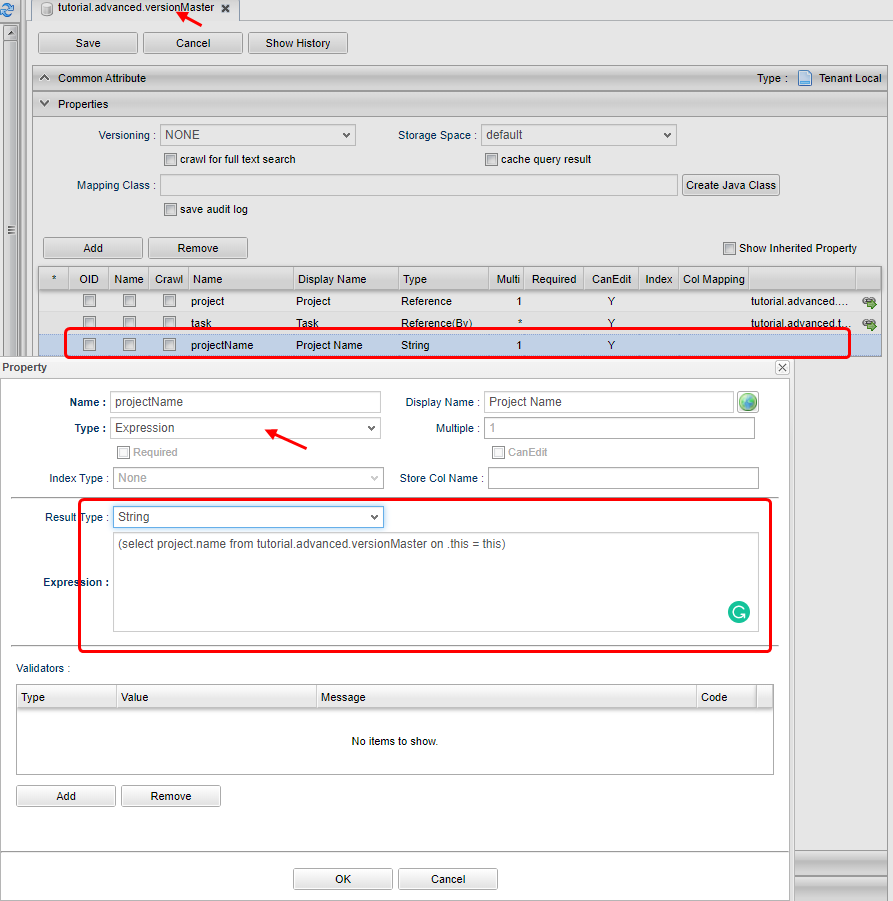 tutorial.advanced.versionMaster
Save Cancel Show History
Common Attribute Type : Tenant Local
Properties
Versioning : NONE Storage Space : default
crawl for full text search cache query result
Mapping Class : Create Java Class
save audit log
Add Remove Show Inherited Property
* OID Name Crawl Name Display Name Type Multi Required CanEdit Index Col Mapping
project Project Reference 1 Y tutorial.advanced....
task Task Reference(By) * Y tutorial.advanced.t...
projectName Project Name String 1 Y
Property
Name : projectName Display Name : Project Name
Type : Expression Multiple : 1
Required CanEdit
Index Type : None Store Col Name :
Result Type : String
(select project.name from tutorial.advanced.versionMaster on .this = this)
Expression :
Validators :
Type Value Message Code
No items to show.
Add Remove
OK Cancel